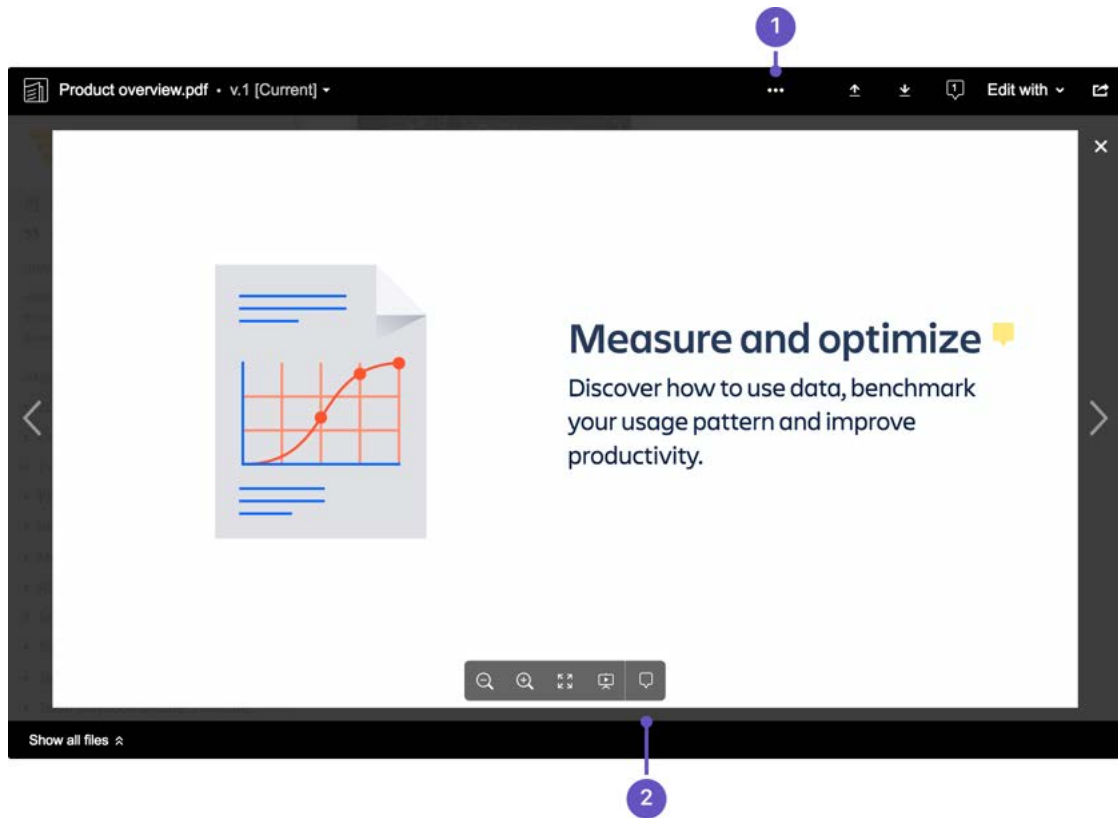 1
Product overview.pdf • v.1 [Current]
1
Edit with
Measure and optimize
Discover how to use data, benchmark
your usage pattern and improve
productivity.
Show all files
2